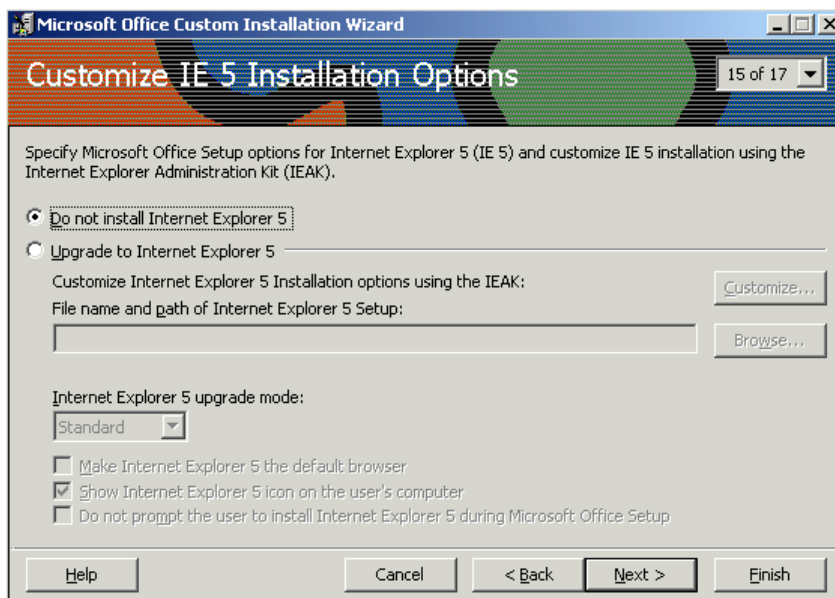 Microsoft Office Custom Installation Wizard
Customize IE 5 Installation Options
15 of 17
Specify Microsoft Office Setup options for Internet Explorer 5 (IE 5) and customize IE 5 installation using the
Internet Explorer Administration Kit (IEAK).
Do not install Internet Explorer 5
Upgrade to Internet Explorer 5
Customize Internet Explorer 5 Installation options using the IEAK:
Customize...
File name and path of Internet Explorer 5 Setup:
Browse...
Internet Explorer 5 upgrade mode:
Standard
Make Internet Explorer 5 the default browser
Show Internet Explorer 5 icon on the user's computer
Do not prompt the user to install Internet Explorer 5 during Microsoft Office Setup
Help
Cancel
< Back
Next >
Finish